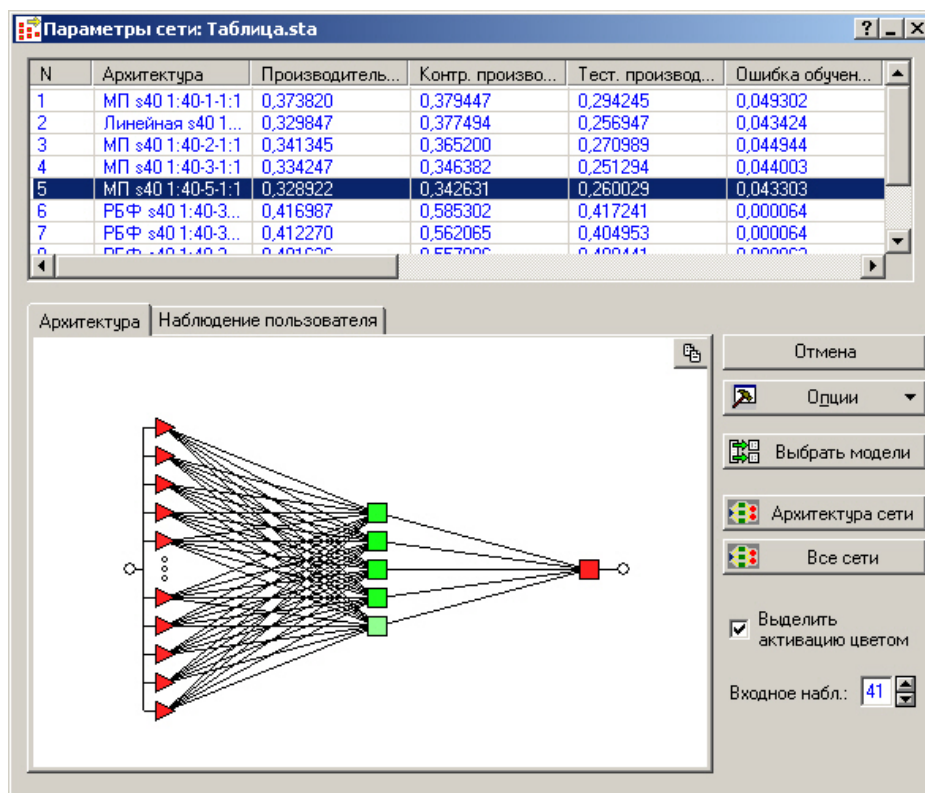 Параметры сети: Таблица.sta
N Архитектура Производитель... Контр. произво... Тест. производ... Ошибка обучен...
1 МП s40 1:40-1-1:1 0,373820 0,379447 0,294245 0,049302
2 Линейная s40 1... 0,329847 0,377494 0,256947 0,043424
3 МП s40 1:40-2-1:1 0,341345 0,365200 0,270989 0,044944
4 МП s40 1:40-3-1:1 0,334247 0,346382 0,251294 0,044003
5 МП s40 1:40-5-1:1 0,328922 0,342631 0,260029 0,043303
6 РБФ s40 1:40-3... 0,416987 0,585302 0,417241 0,000064
7 РБФ s40 1:40-3... 0,412270 0,562065 0,404953 0,000064
Архитектура Наблюдение пользователя
Отмена
Опции
Выбрать модели
Архитектура сети
Все сети
Выделить
активацию цветом
Входное набл.: 41